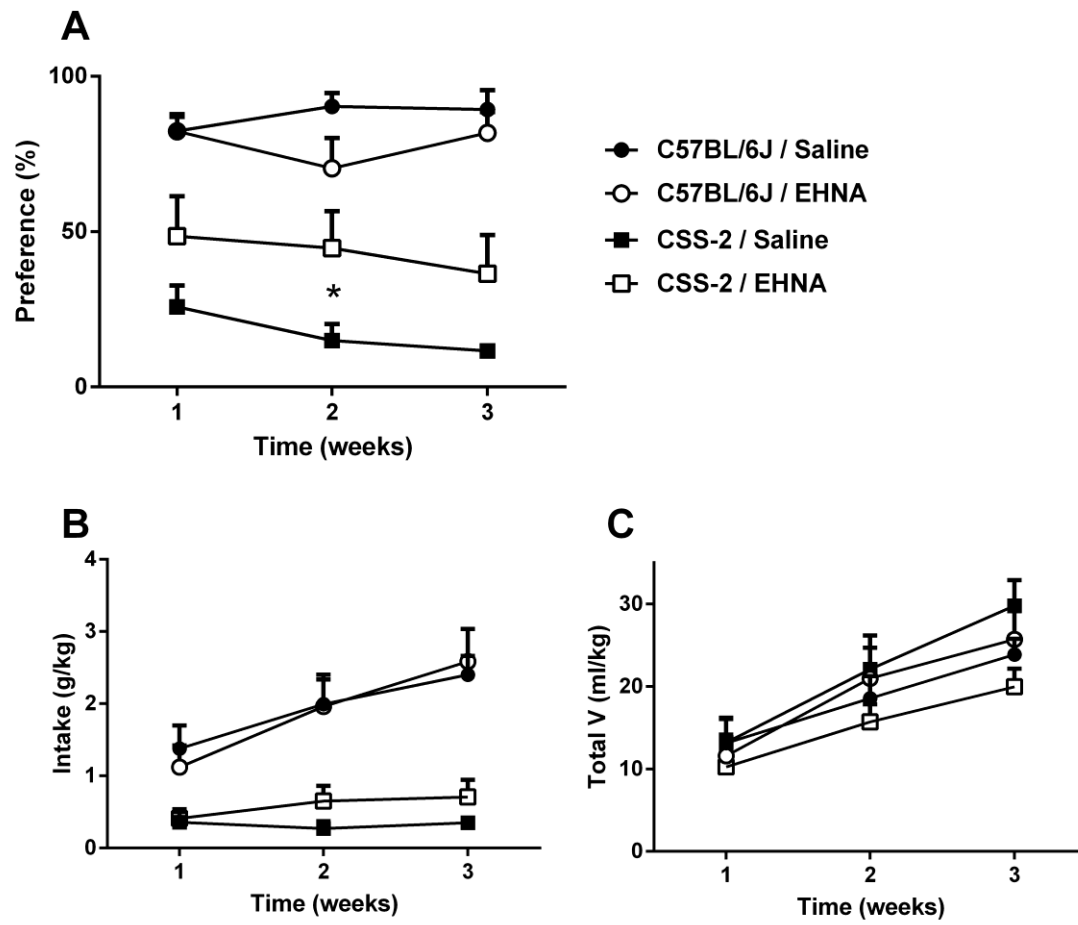 A
100
50
0
Preference (%)
*
1 2 3
Time (weeks)
C57BL/6J / Saline
C57BL/6J / EHNA
CSS-2 / Saline
CSS-2 / EHNA
B
4
3
2
1
0
Intake (g/kg)
1 2 3
Time (weeks)
C
30
20
10
0
Total V (ml/kg)
1 2 3
Time (weeks)